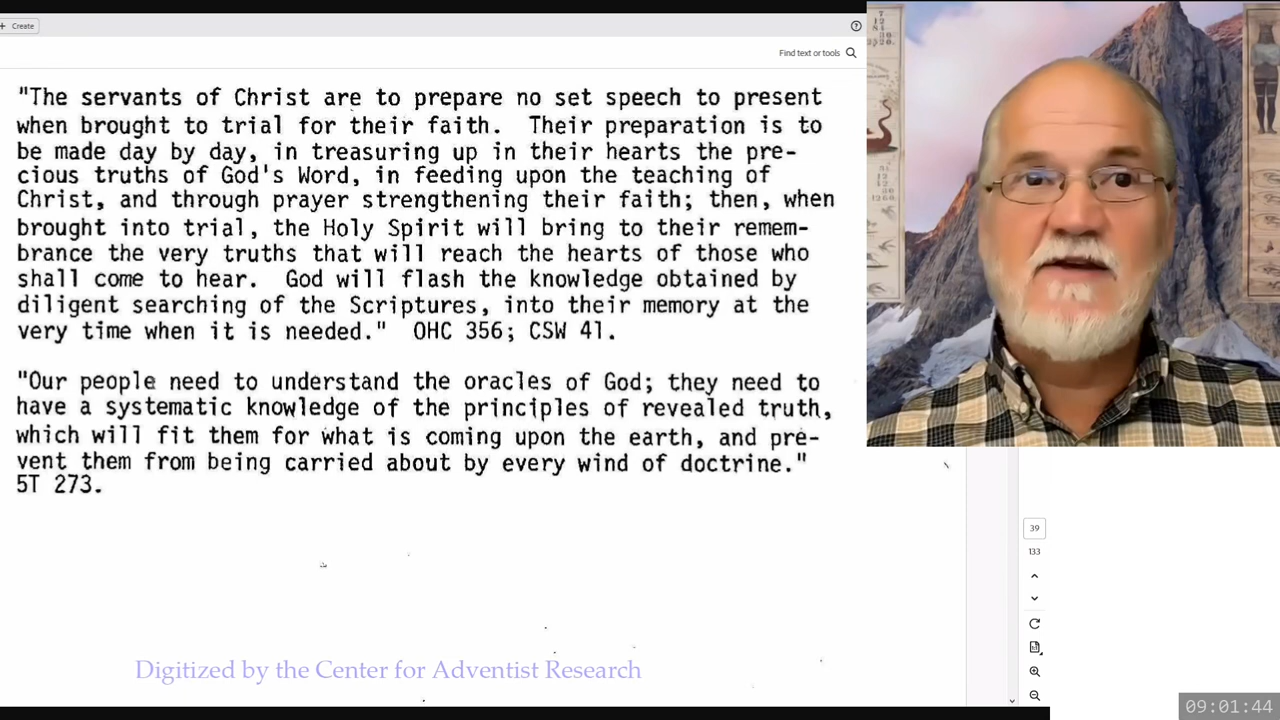 + Create
Find text or tools
"The servants of Christ are to prepare no set speech to present
when brought to trial for their faith. Their preparation is to
be made day by day, in treasuring up in their hearts the pre-
cious truths of God's Word, in feeding upon the teaching of
Christ, and through prayer strengthening their faith; then, when
brought into trial, the Holy Spirit will bring to their remem-
brance the very truths that will reach the hearts of those who
shall come to hear. God will flash the knowledge obtained by
diligent searching of the Scriptures, into their memory at the
very time when it is needed." OHC 356; CSW 41.
"Our people need to understand the oracles of God; they need to
have a systematic knowledge of the principles of revealed truth,
which will fit them for what is coming upon the earth, and pre-
vent them from being carried about by every wind of doctrine."
5T 273.
Digitized by the Center for Adventist Research
39
133
7
12
84
30
2520.
42
12
30
1260
09:01:44